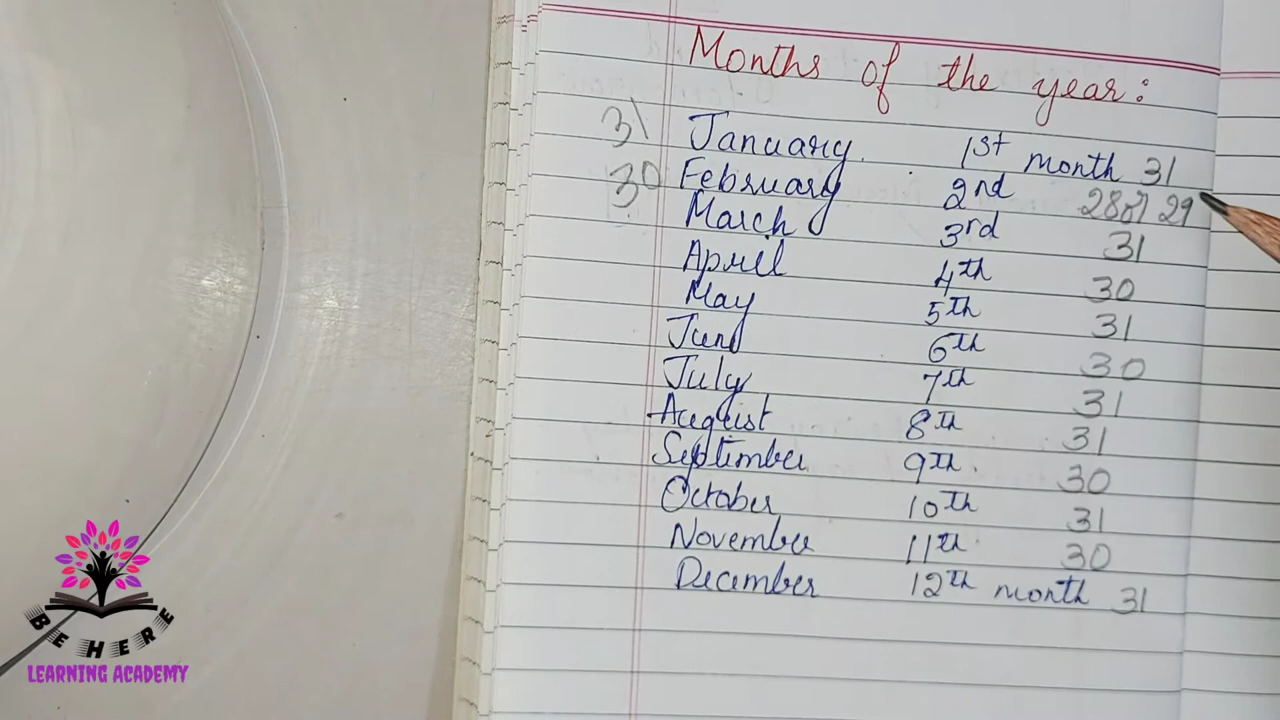 Months of the year:
31 January. 1st month 31
30 February 2nd 28 or 29
March 3rd 31
April 4th 30
May 5th 31
June 6th 30
July 7th 31
August 8th 31
September 9th. 30
October 10th 31
November 11th 30
December 12th month 31
BE HERE
LEARNING ACADEMY